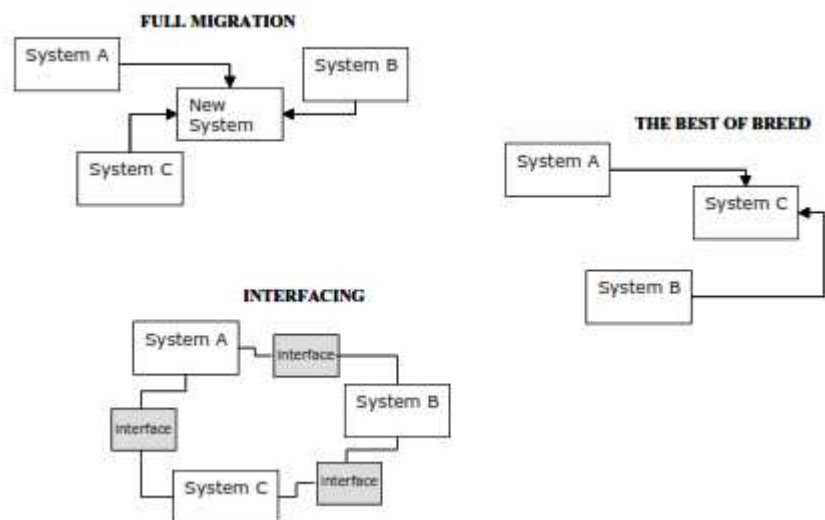 FULL MIGRATION
System A
System B
New
System
System C
THE BEST OF BREED
System A
System C
System B
INTERFACING
System A
interface
System B
interface
System C
interface